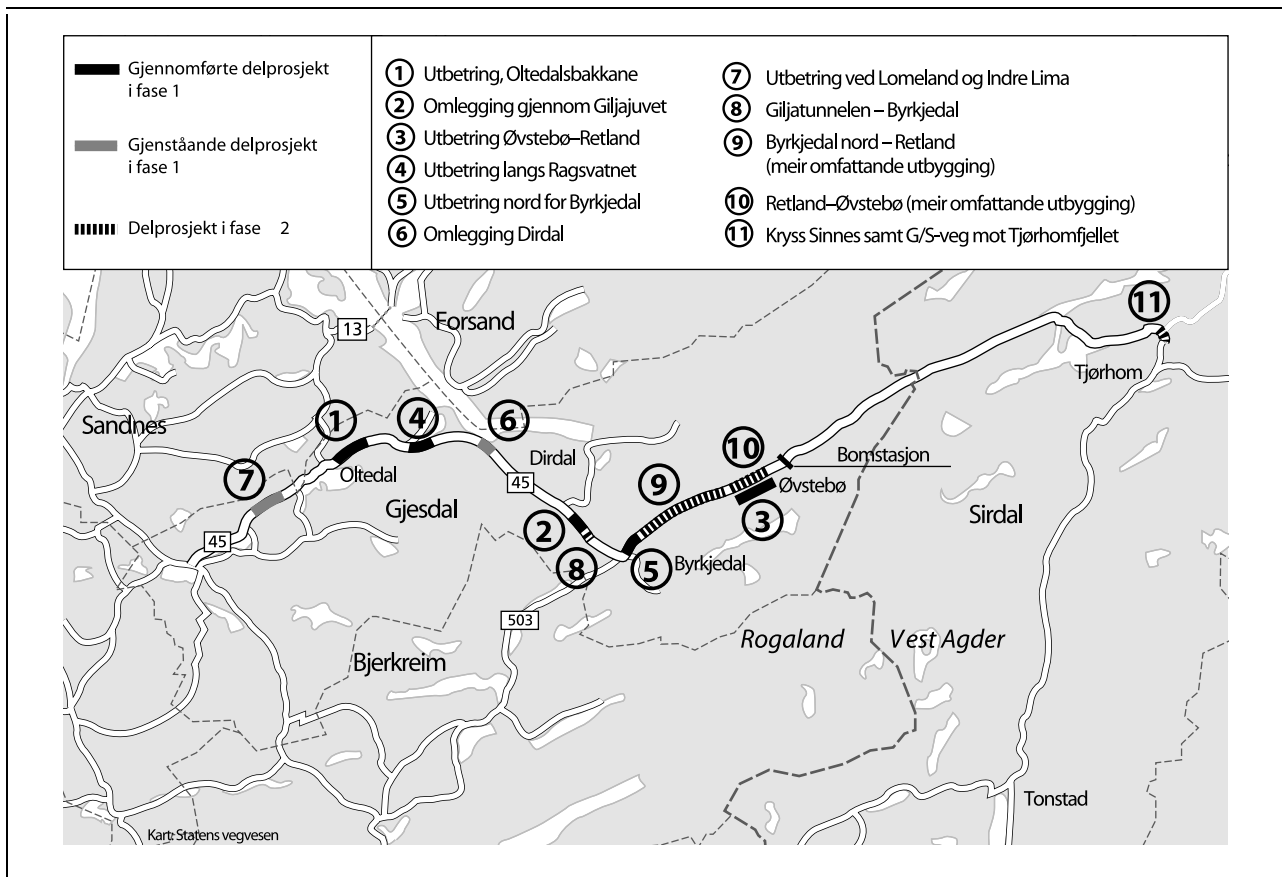 Gjennomførte delprosjekt
i fase 1
Gjenståande delprosjekt
i fase 1
Delprosjekt i fase 2
1 Utbetring, Oltedalsbakkane
2 Omlegging gjennom Giljajuvet
3 Utbetring Øvstebø–Retland
4 Utbetring langs Ragsvatnet
5 Utbetring nord for Byrkjedal
6 Omlegging Dirdal
7 Utbetring ved Lomeland og Indre Lima
8 Giljatunnelen – Byrkjedal
9 Byrkjedal nord – Retland
(meir omfattande utbygging)
10 Retland–Øvstebø (meir omfattande utbygging)
11 Kryss Sinnes samt G/S-veg mot Tjørhomfjellet
11
13
Forsand
Tjørhom
Sandnes
1
4
6
7
Oltedal
Dirdal
10
Bomstasjon
9
45
Øvstebø
Gjesdal
3
Sirdal
45
2
8
5
Byrkjedal
503
Rogaland
Vest Agder
Bjerkreim
Tonstad
Kart: Statens vegvesen